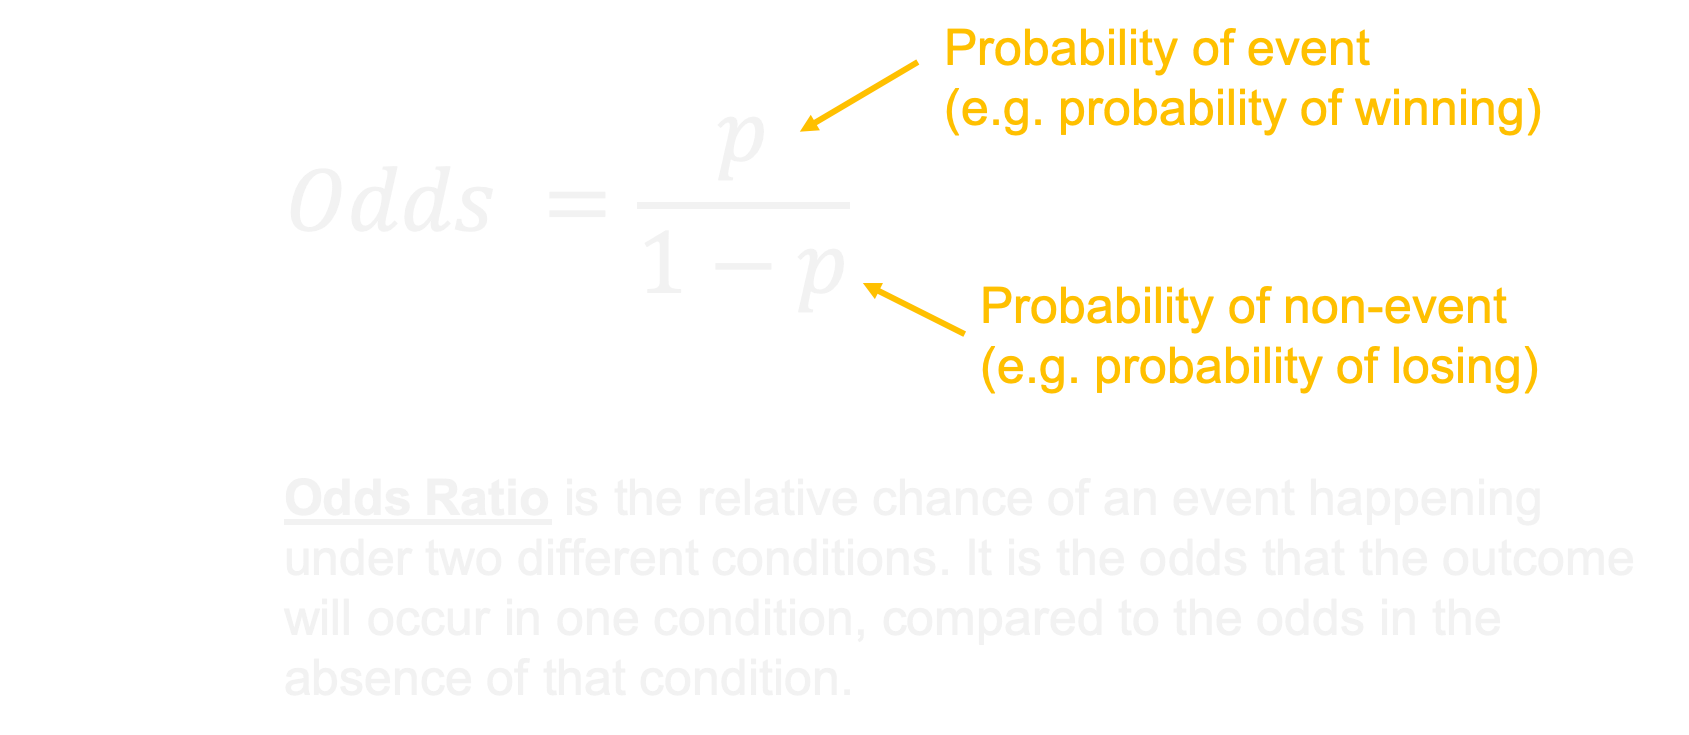 Probability of event
(e.g. probability of winning)
Odds = p / 1 − p
Probability of non-event
(e.g. probability of losing)
Odds Ratio is the relative chance of an event happening
under two different conditions. It is the odds that the outcome
will occur in one condition, compared to the odds in the
absence of that condition.